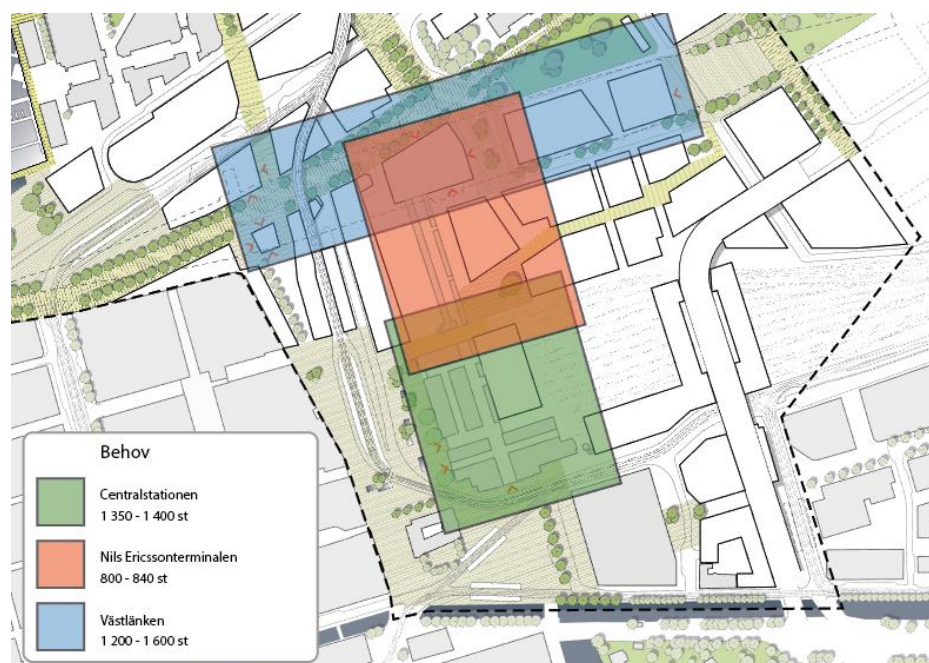 Behov
Centralstationen
1 350 - 1 400 st
Nils Ericssonterminalen
800 - 840 st
Västlänken
1 200 - 1 600 st